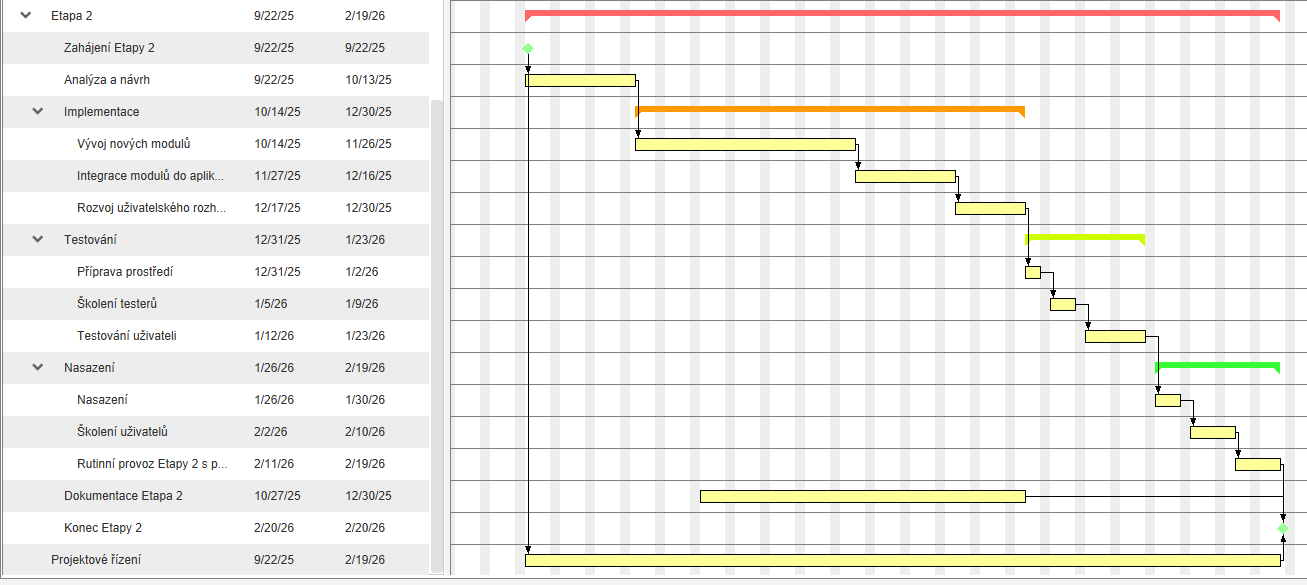 Etapa 2 9/22/25 2/19/26
Zahájení Etapy 2 9/22/25 9/22/25
Analýza a návrh 9/22/25 10/13/25
Implementace 10/14/25 12/30/25
Vývoj nových modulů 10/14/25 11/26/25
Integrace modulů do aplik... 11/27/25 12/16/25
Rozvoj uživatelského rozh... 12/17/25 12/30/25
Testování 12/31/25 1/23/26
Příprava prostředí 12/31/25 1/2/26
Školení testerů 1/5/26 1/9/26
Testování uživateli 1/12/26 1/23/26
Nasazení 1/26/26 2/19/26
Nasazení 1/26/26 1/30/26
Školení uživatelů 2/2/26 2/10/26
Rutinní provoz Etapy 2 s p... 2/11/26 2/19/26
Dokumentace Etapa 2 10/27/25 12/30/25
Konec Etapy 2 2/20/26 2/20/26
Projektové řízení 9/22/25 2/19/26